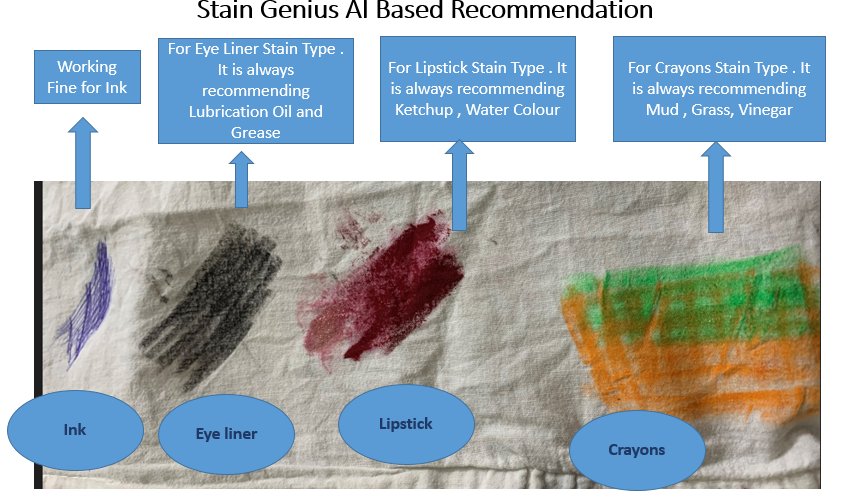 Stain Genius AI Based Recommendation
Working
Fine for Ink
For Eye Liner Stain Type . 
It is always
recommending
Lubrication Oil and
Grease
For Lipstick Stain Type . It
is always recommending
Ketchup , Water Colour
For Crayons Stain Type . It
is always recommending
Mud , Grass, Vinegar
Ink
Eye liner
Lipstick
Crayons